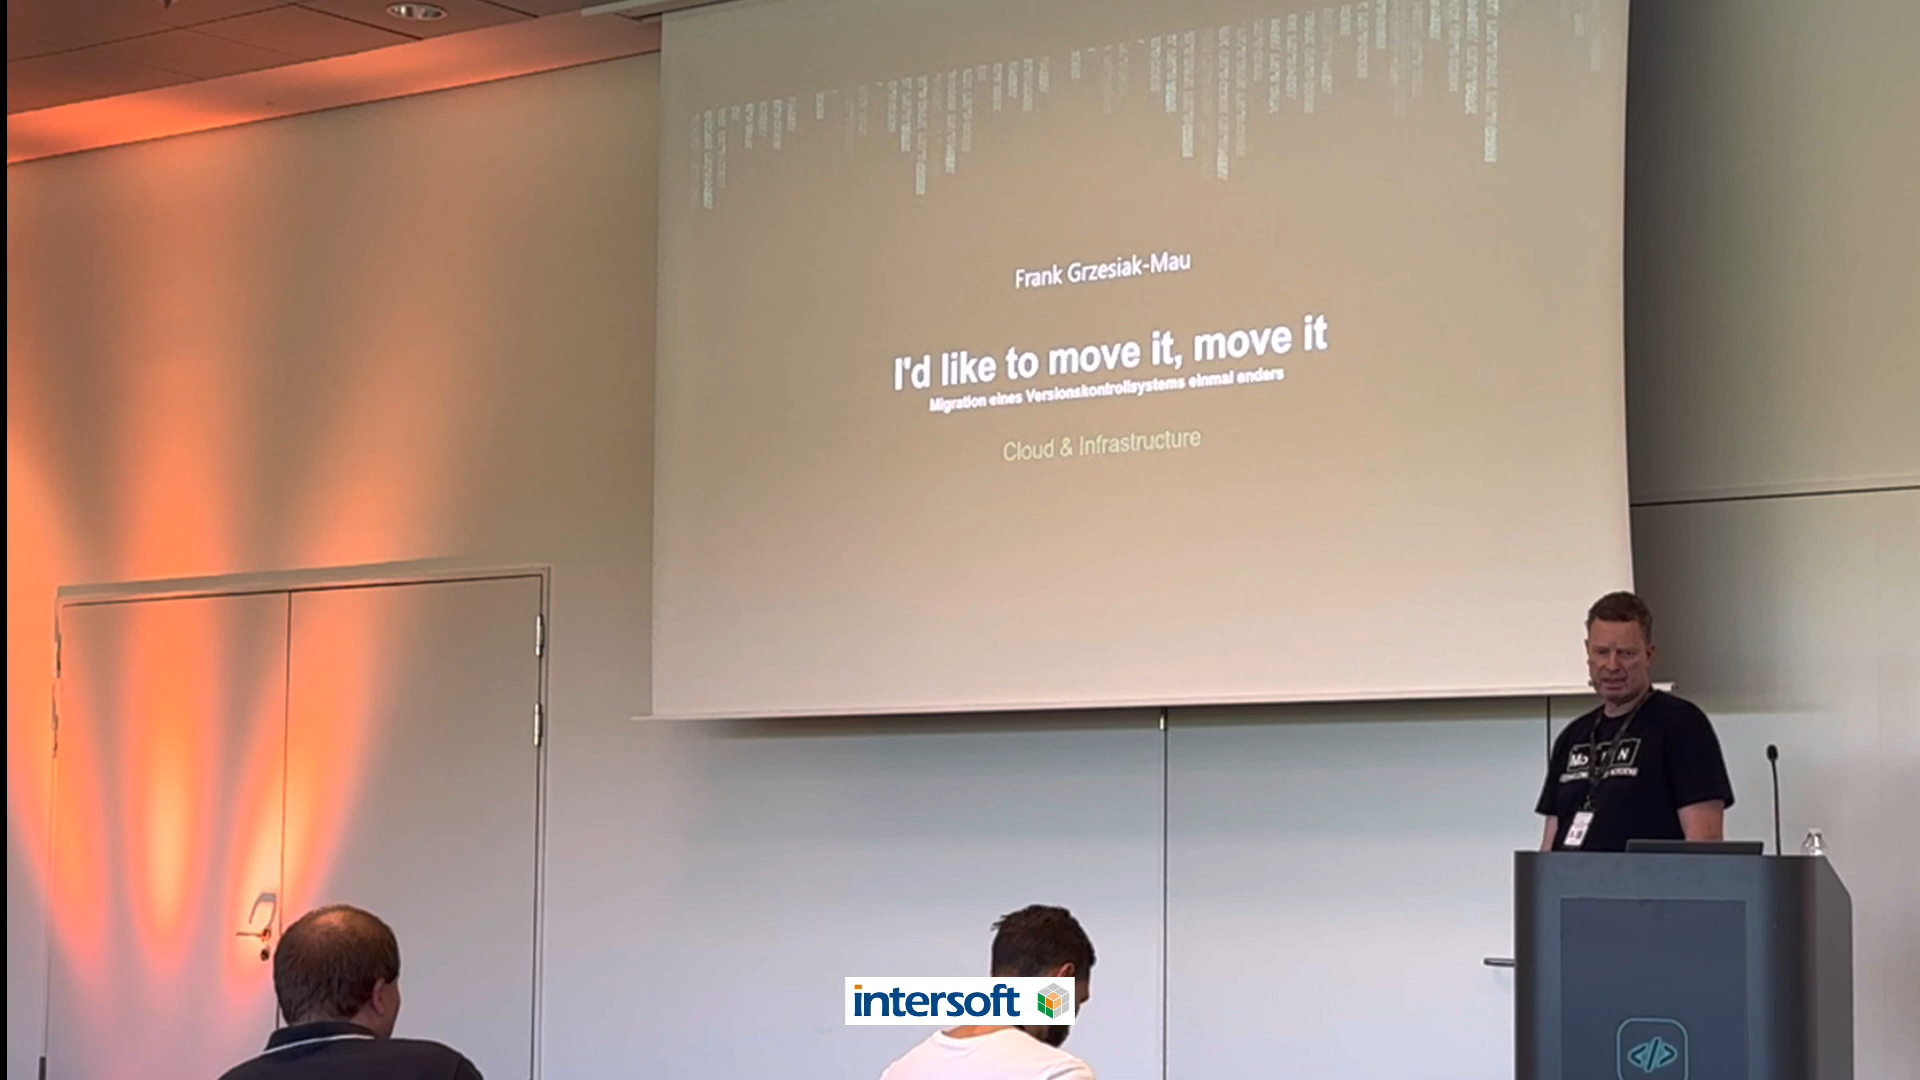 Frank Grzesiak-Mau
I'd like to move it, move it
Migration eines Versionskontrollsystems einmal anders
Cloud & Infrastructure
intersoft
</>